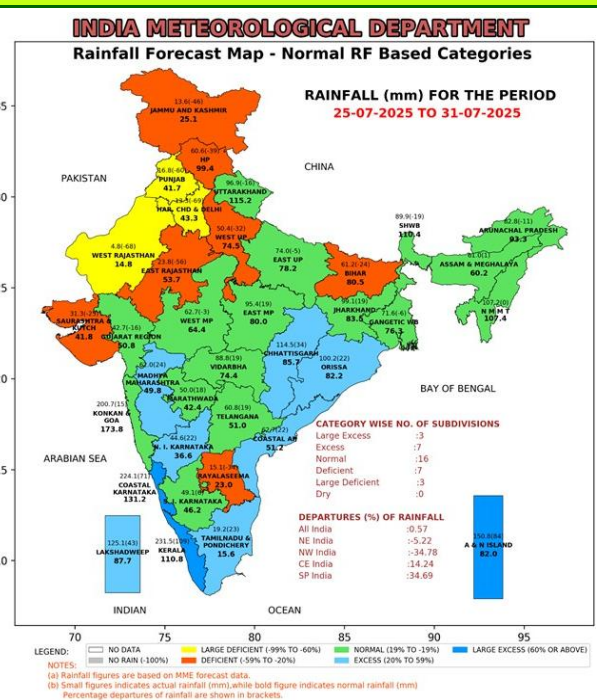 INDIA METEOROLOGICAL DEPARTMENT
Rainfall Forecast Map - Normal RF Based Categories
RAINFALL (mm) FOR THE PERIOD
25-07-2025 TO 31-07-2025
13.6(-46)
JAMMU AND KASHMIR
25.1
60.6(-39)
HP
99.4
CHINA
PAKISTAN
16.8(-60)
PUNJAB
41.7
96.9(-16)
UTTARAKHAND
115.2
HAR. CHD & DELHI
43.3
50.4(-32)
WEST UP
74.5
4.8(-68)
WEST RAJASTHAN
14.8
23.8(-56)
EAST RAJASTHAN
53.7
74.0(-5)
EAST UP
78.2
61.2(-24)
BIHAR
80.5
89.9(-19)
SHWB
110.4
82.8(-11)
ARUNACHAL PRADESH
93.3
ASSAM & MEGHALAYA
60.2
107.2(0)
N M M T
107.4
SAURASHTRA &
KUTCH
41.8
42.7(-16)
GUJARAT REGION
50.8
62.7(-3)
WEST MP
64.4
95.4(19)
EAST MP
80.0
99.1(19)
JHARKHAND
83.5
71.6(-6)
GANGETIC WB
76.3
114.5(34)
CHHATTISGARH
85.7
100.2(22)
ORISSA
82.2
MADHYA
MAHARASHTRA
49.8
88.8(19)
VIDARBHA
74.4
50.0(18)
MARATHWADA
42.4
BAY OF BENGAL
KONKAN &
GOA
173.8
60.8(19)
TELANGANA
51.0
62.7(22)
COASTAL AP
51.2
44.6(22)
N. I. KARNATAKA
36.6
ARABIAN SEA
224.1(71)
COASTAL
KARNATAKA
131.2
RAYALASEEMA
23.0
S. I. KARNATAKA
46.2
19.2(23)
TAMILNADU &
PONDICHERY
15.6
231.5(109)
KERALA
110.8
125.1(43)
LAKSHADWEEP
87.7
A & N ISLAND
82.0
CATEGORY WISE NO. OF SUBDIVISIONS
Large Excess :3
Excess :7
Normal :16
Deficient :7
Large Deficient :3
Dry :0
DEPARTURES (%) OF RAINFALL
All India :0.57
NE India :-5.22
NW India :-34.78
CE India :14.24
SP India :34.69
INDIAN OCEAN
70 75 80 85 90 95
LEGEND:
NO DATA
NO RAIN (-100%)
LARGE DEFICIENT (-99% TO -60%)
DEFICIENT (-59% TO -20%)
NORMAL (19% TO -19%)
EXCESS (20% TO 59%)
LARGE EXCESS (60% OR ABOVE)
NOTES:
(a) Rainfall figures are based on MME forecast data.
(b) Small figures indicates actual rainfall (mm),while bold figure indicates normal rainfall (mm)
Percentage departures of rainfall are shown in brackets.